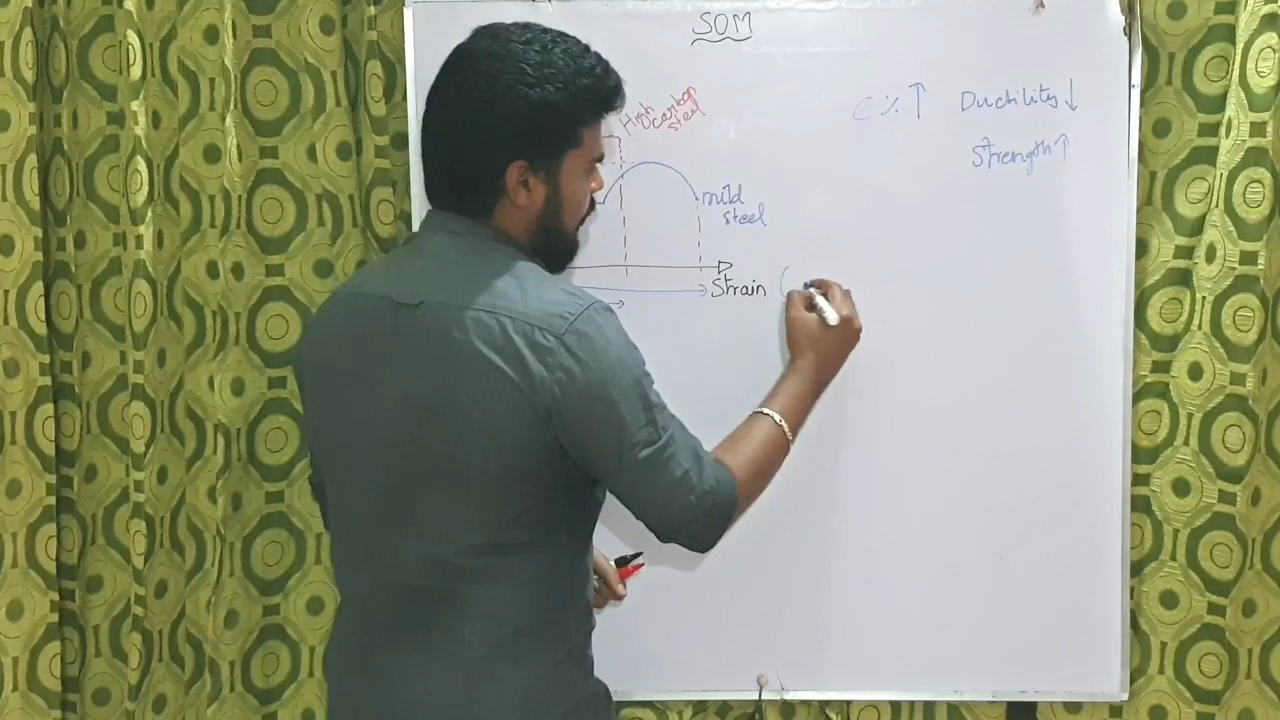 SOM
C % ↑ Ductility ↓
Strength ↑
High
carbon
steel
mild
steel
Strain (